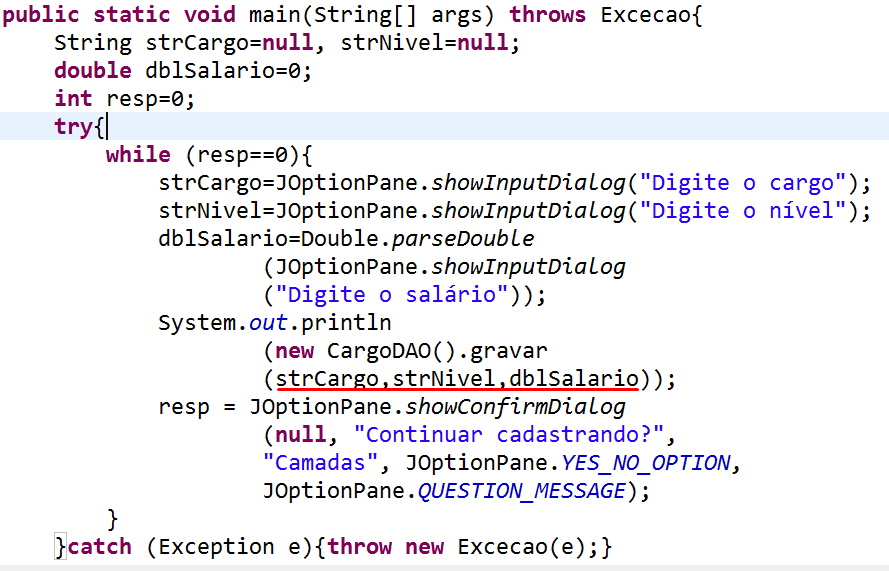 public static void main(String[] args) throws Excecao{
    String strCargo=null, strNivel=null;
    double dblSalario=0;
    int resp=0;
    try{
        while (resp==0){
            strCargo=JOptionPane.showInputDialog("Digite o cargo");
            strNivel=JOptionPane.showInputDialog("Digite o nível");
            dblSalario=Double.parseDouble
                    (JOptionPane.showInputDialog
                    ("Digite o salário"));
            System.out.println
                    (new CargoDAO().gravar
                    (strCargo,strNivel,dblSalario));
            resp = JOptionPane.showConfirmDialog
                    (null, "Continuar cadastrando?",
                    "Camadas", JOptionPane.YES_NO_OPTION,
                    JOptionPane.QUESTION_MESSAGE);
        }
    }catch (Exception e){throw new Excecao(e);}